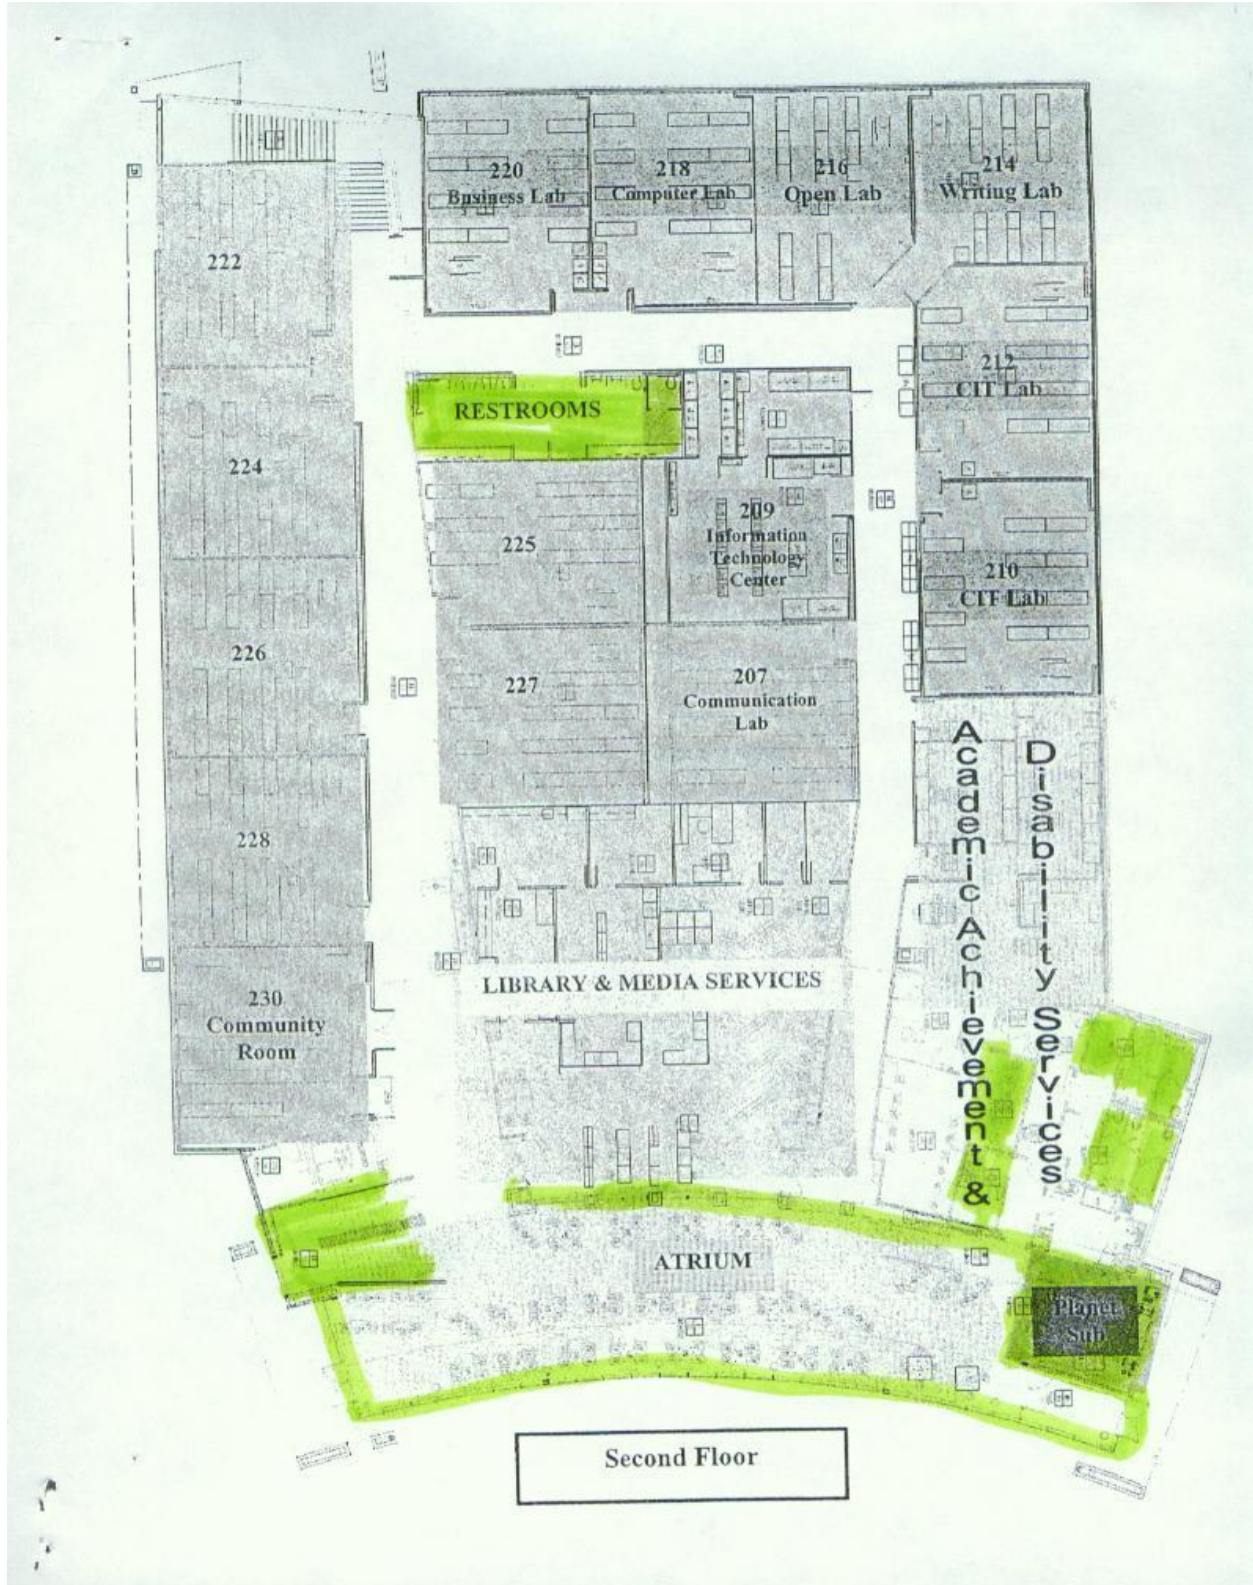 220
Business Lab
218
Computer Lab
216
Open Lab
214
Writing Lab
222
212
CIT Lab
RESTROOMS
224
209
Information
Technology
Center
225
210
CIT Lab
226
227
207
Communication
Lab
228
Academic Achievement &
Disability Services
LIBRARY & MEDIA SERVICES
230
Community
Room
ATRIUM
Planet
Sub
Second Floor